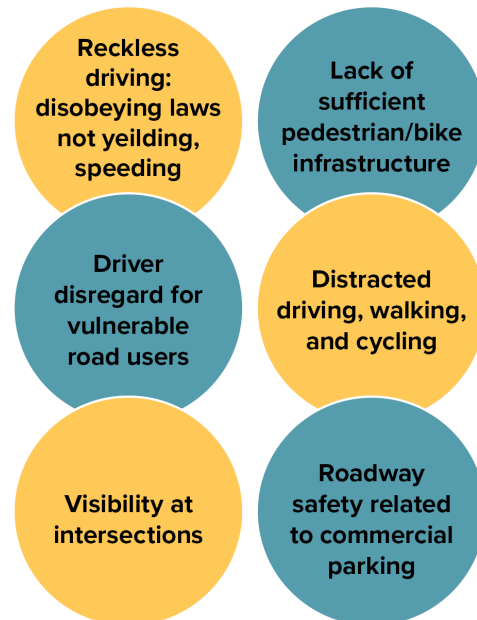 Reckless
driving:
disobeying laws
not yeilding,
speeding
Lack of
sufficient
pedestrian/bike
infrastructure
Driver
disregard for
vulnerable
road users
Distracted
driving, walking,
and cycling
Visibility at
intersections
Roadway
safety related
to commercial
parking